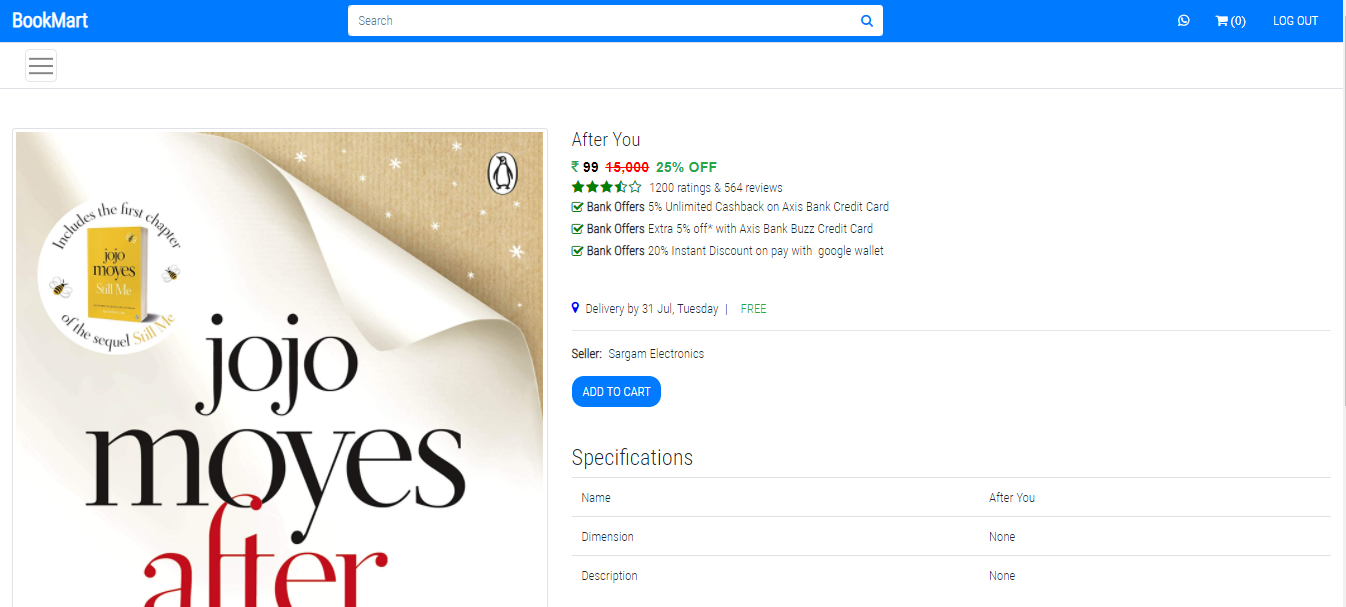 BookMart
Search
(0)
LOG OUT
Includes the first chapter
jojo
moyes
Still Me
of the sequel Still Me
jojo
moyes
after
After You
₹ 99 15,000 25% OFF
1200 ratings & 564 reviews
Bank Offers 5% Unlimited Cashback on Axis Bank Credit Card
Bank Offers Extra 5% off* with Axis Bank Buzz Credit Card
Bank Offers 20% Instant Discount on pay with google wallet
Delivery by 31 Jul, Tuesday | FREE
Seller: Sargam Electronics
ADD TO CART
Specifications
Name After You
Dimension None
Description None